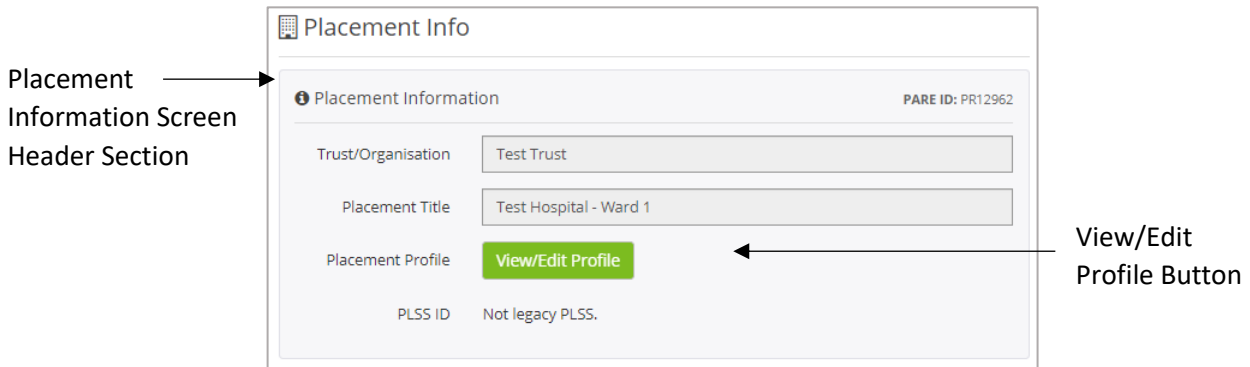 Placement Info
Placement
Information Screen
Header Section
Placement Information
PARE ID: PR12962
Trust/Organisation
Test Trust
Placement Title
Test Hospital - Ward 1
Placement Profile
View/Edit Profile
View/Edit
Profile Button
PLSS ID
Not legacy PLSS.